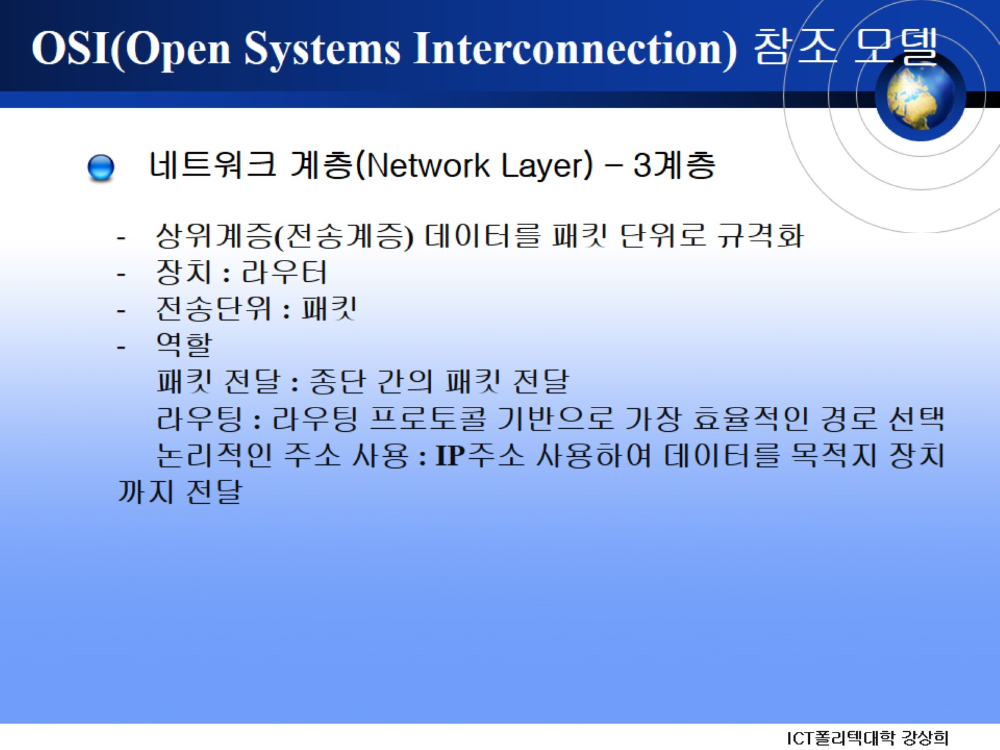 OSI(Open Systems Interconnection) 참조 모델
네트워크 계층(Network Layer) – 3계층
- 상위계증(전송계증) 데이터를 패킷 단위로 규격화
- 장치 : 라우터
- 전송단위 : 패킷
- 역할
패킷 전달 : 종단 간의 패킷 전달
라우팅 : 라우팅 프로토콜 기반으로 가장 효율적인 경로 선택
논리적인 주소 사용 : IP주소 사용하여 데이터를 목적지 장치
까지 전달
ICT폴리텍대학 강상희